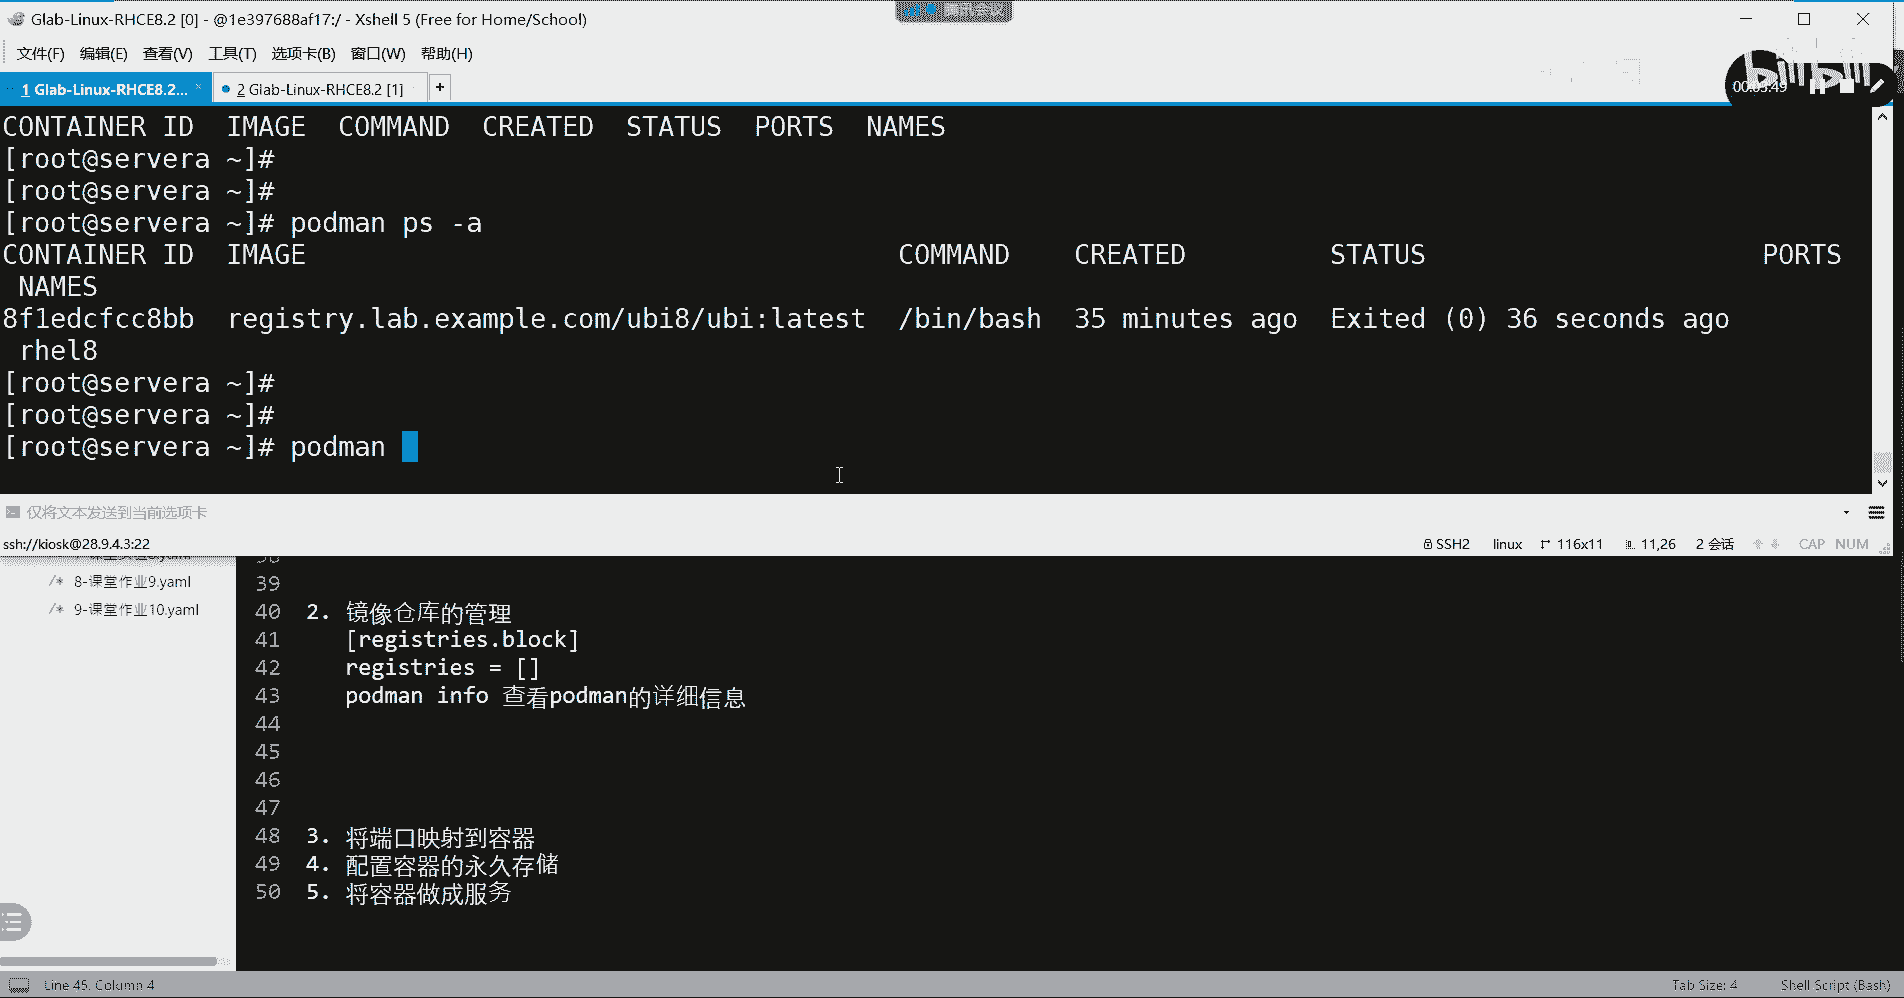 Glab-Linux-RHCE8.2 [0] - @1e397688af17:/ - Xshell 5 (Free for Home/School)
文件(F) 编辑(E) 查看(V) 工具(T) 选项卡(B) 窗口(W) 帮助(H)
1 Glab-Linux-RHCE8.2... × 2 Glab-Linux-RHCE8.2 [1] +
CONTAINER ID  IMAGE  COMMAND  CREATED  STATUS  PORTS  NAMES
[root@servera ~]#
[root@servera ~]#
[root@servera ~]# podman ps -a
CONTAINER ID  IMAGE  COMMAND  CREATED  STATUS  PORTS
NAMES
8f1edcfcc8bb  registry.lab.example.com/ubi8/ubi:latest  /bin/bash  35 minutes ago  Exited (0) 36 seconds ago
rhel8
[root@servera ~]#
[root@servera ~]#
[root@servera ~]# podman
仅将文本发送到当前选项卡
ssh://kiosk@28.9.4.3:22 SSH2 linux 116x11 11,26 2 会话 CAP NUM
/* 8-课堂作业9.yaml
/* 9-课堂作业10.yaml
39
40 2. 镜像仓库的管理
41 [registries.block]
42 registries = []
43 podman info 查看podman的详细信息
44
45
46
47
48 3. 将端口映射到容器
49 4. 配置容器的永久存储
50 5. 将容器做成服务
Line 45, Column 4 Tab Size: 4 Shell Script (Bash)